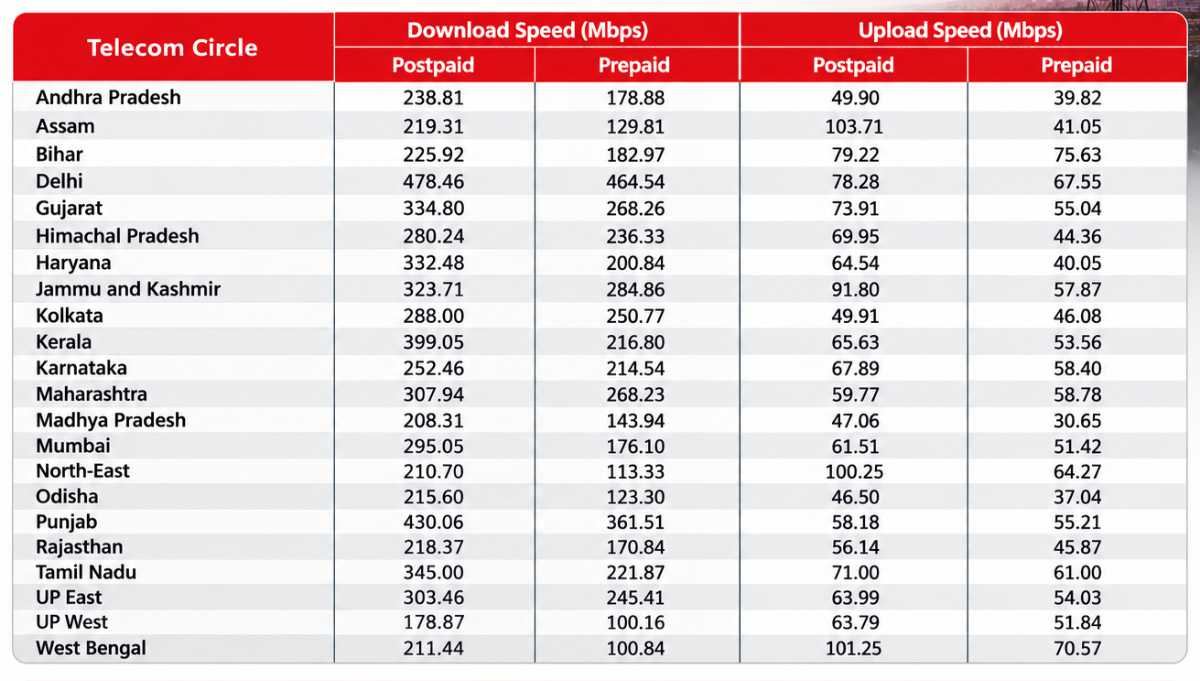 Telecom Circle Download Speed (Mbps) Upload Speed (Mbps)
Postpaid Prepaid Postpaid Prepaid
Andhra Pradesh 238.81 178.88 49.90 39.82
Assam 219.31 129.81 103.71 41.05
Bihar 225.92 182.97 79.22 75.63
Delhi 478.46 464.54 78.28 67.55
Gujarat 334.80 268.26 73.91 55.04
Himachal Pradesh 280.24 236.33 69.95 44.36
Haryana 332.48 200.84 64.54 40.05
Jammu and Kashmir 323.71 284.86 91.80 57.87
Kolkata 288.00 250.77 49.91 46.08
Kerala 399.05 216.80 65.63 53.56
Karnataka 252.46 214.54 67.89 58.40
Maharashtra 307.94 268.23 59.77 58.78
Madhya Pradesh 208.31 143.94 47.06 30.65
Mumbai 295.05 176.10 61.51 51.42
North-East 210.70 113.33 100.25 64.27
Odisha 215.60 123.30 46.50 37.04
Punjab 430.06 361.51 58.18 55.21
Rajasthan 218.37 170.84 56.14 45.87
Tamil Nadu 345.00 221.87 71.00 61.00
UP East 303.46 245.41 63.99 54.03
UP West 178.87 100.16 63.79 51.84
West Bengal 211.44 100.84 101.25 70.57